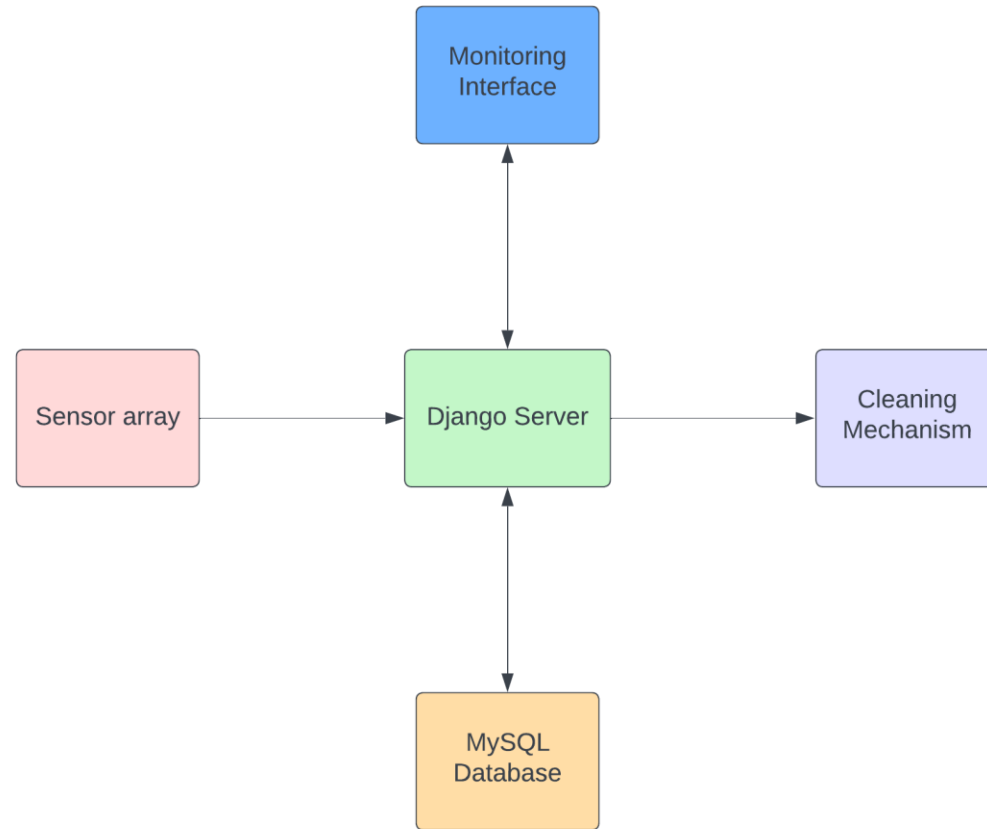 Monitoring
Interface
Sensor array
Django Server
Cleaning
Mechanism
MySQL
Database